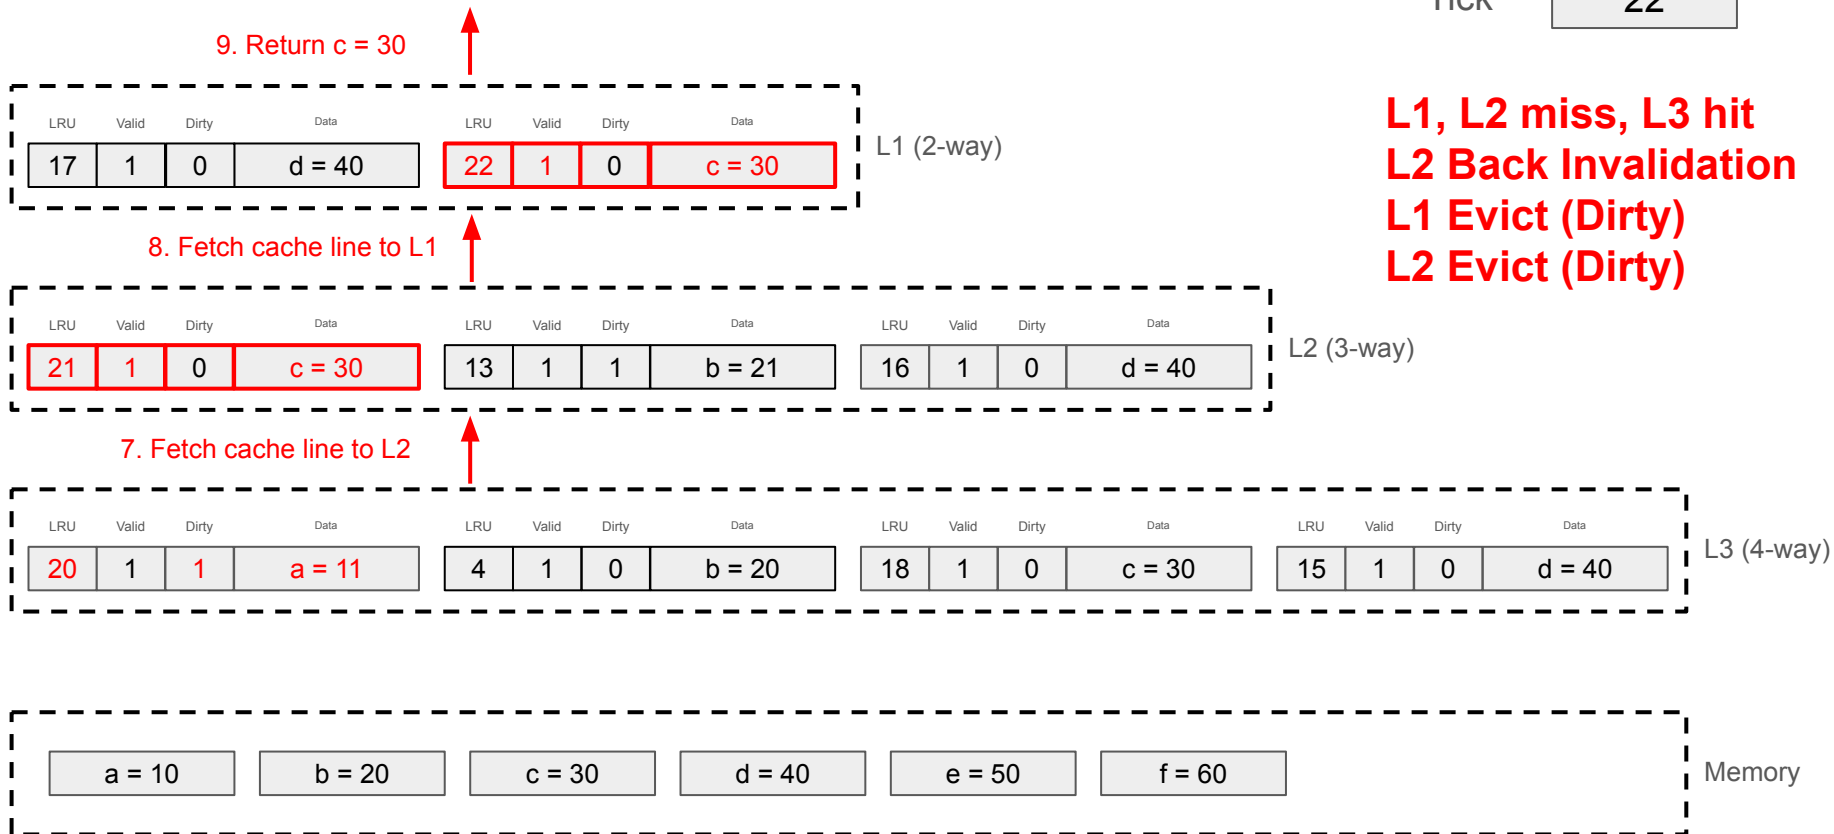 Tick 22
9. Return c = 30
LRU Valid Dirty Data LRU Valid Dirty Data
17 1 0 d = 40 22 1 0 c = 30
L1 (2-way)
L1, L2 miss, L3 hit
L2 Back Invalidation
L1 Evict (Dirty)
L2 Evict (Dirty)
8. Fetch cache line to L1
LRU Valid Dirty Data LRU Valid Dirty Data LRU Valid Dirty Data
21 1 0 c = 30 13 1 1 b = 21 16 1 0 d = 40
L2 (3-way)
7. Fetch cache line to L2
LRU Valid Dirty Data LRU Valid Dirty Data LRU Valid Dirty Data LRU Valid Dirty Data
20 1 1 a = 11 4 1 0 b = 20 18 1 0 c = 30 15 1 0 d = 40
L3 (4-way)
a = 10 b = 20 c = 30 d = 40 e = 50 f = 60
Memory